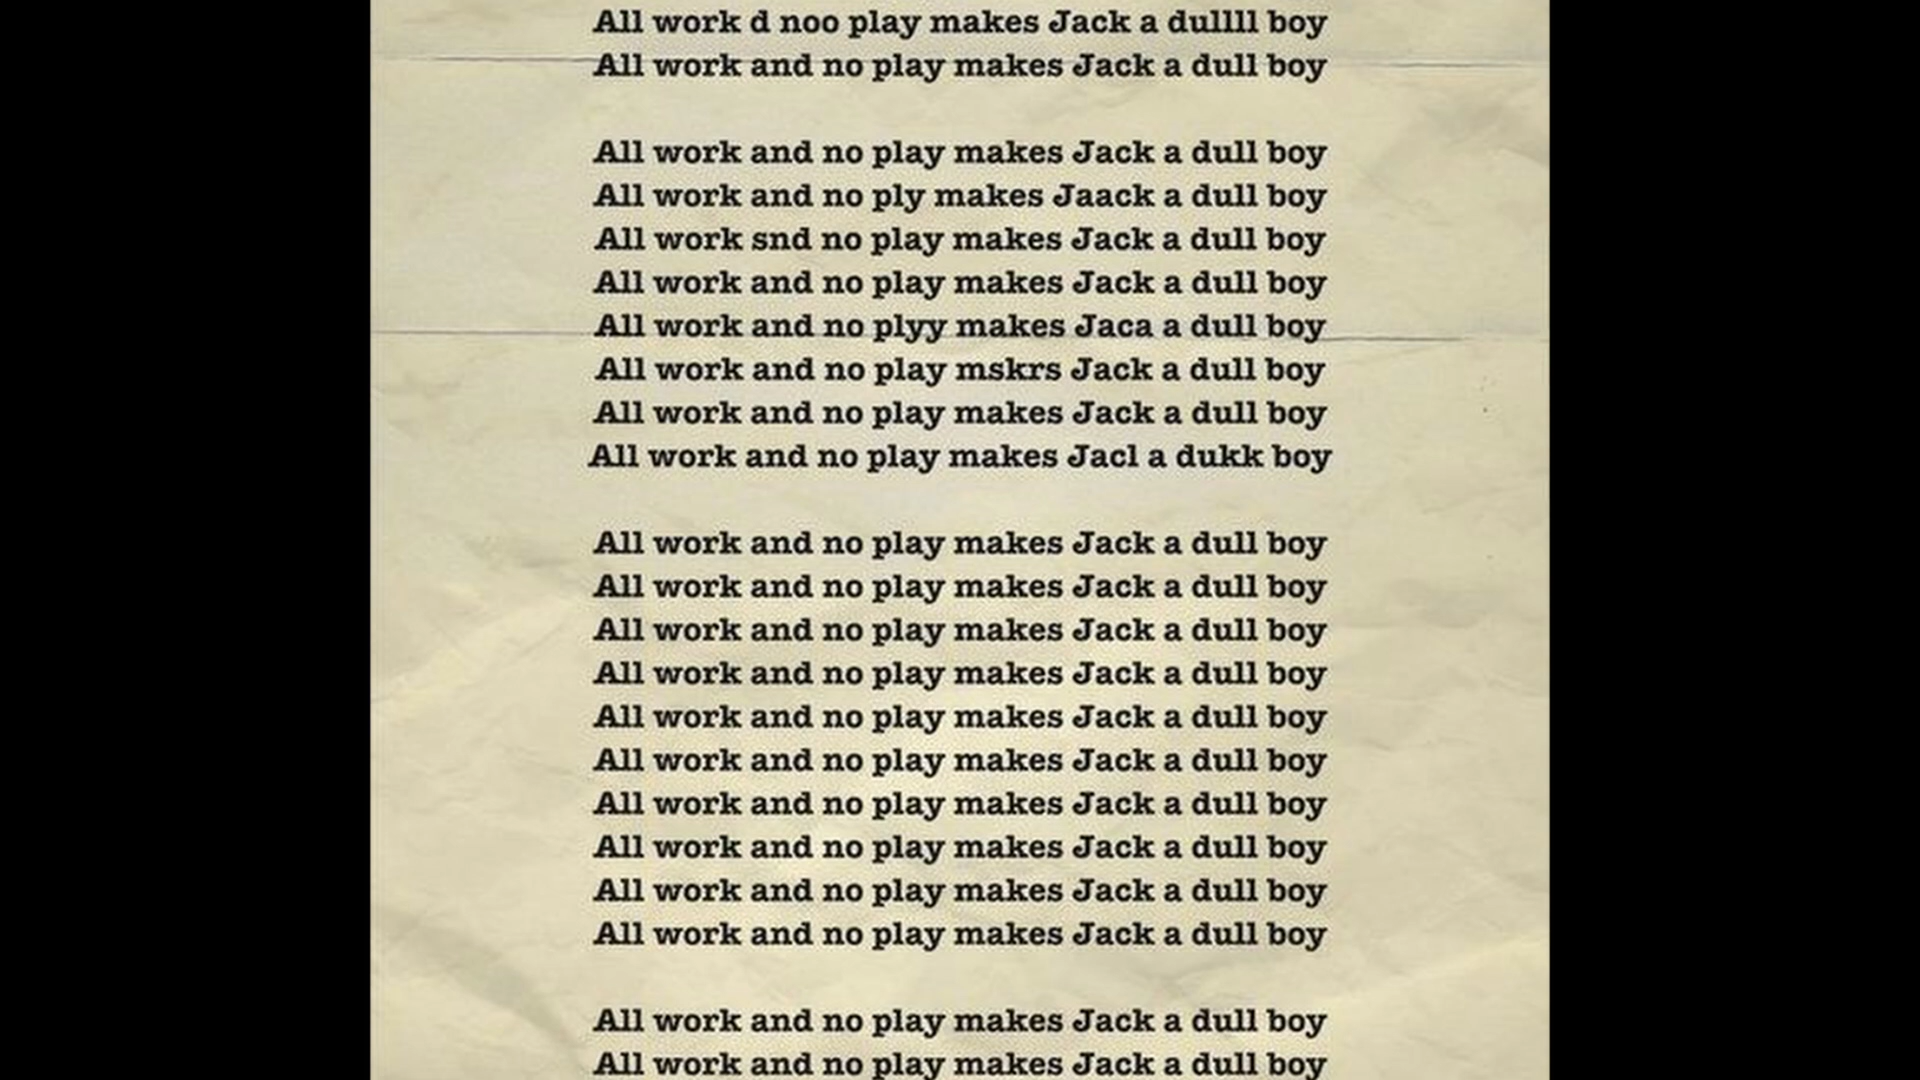 All work d noo play makes Jack a dullll boy
All work and no play makes Jack a dull boy
All work and no play makes Jack a dull boy
All work and no ply makes Jaack a dull boy
All work snd no play makes Jack a dull boy
All work and no play makes Jack a dull boy
All work and no plyy makes Jaca a dull boy
All work and no play mskrs Jack a dull boy
All work and no play makes Jack a dull boy
All work and no play makes Jacl a dukk boy
All work and no play makes Jack a dull boy
All work and no play makes Jack a dull boy
All work and no play makes Jack a dull boy
All work and no play makes Jack a dull boy
All work and no play makes Jack a dull boy
All work and no play makes Jack a dull boy
All work and no play makes Jack a dull boy
All work and no play makes Jack a dull boy
All work and no play makes Jack a dull boy
All work and no play makes Jack a dull boy
All work and no play makes Jack a dull boy
All work and no play makes Jack a dull boy